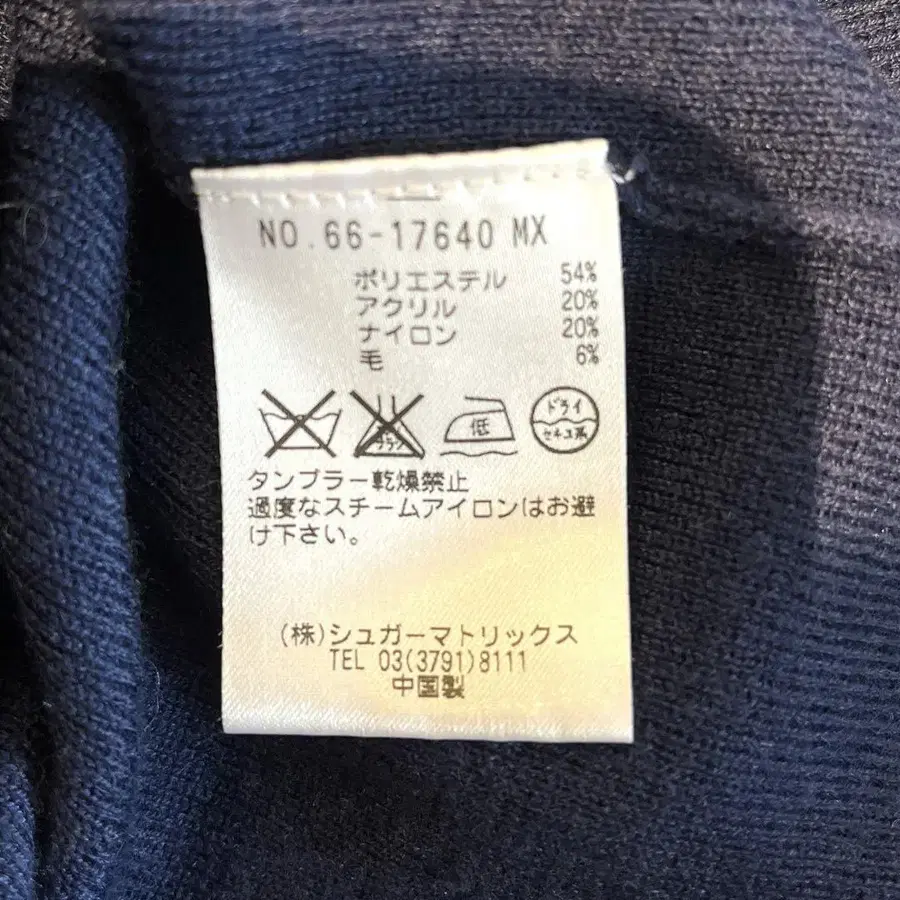 NO.66-17640 MX
ポリエステル 54%
アクリル 20%
ナイロン 20%
毛 6%
低
ドライ
セキユ系
タンブラー乾燥禁止
過度なスチームアイロンはお避
け下さい。
(株)シュガーマトリックス
TEL 03(3791)8111
中国製